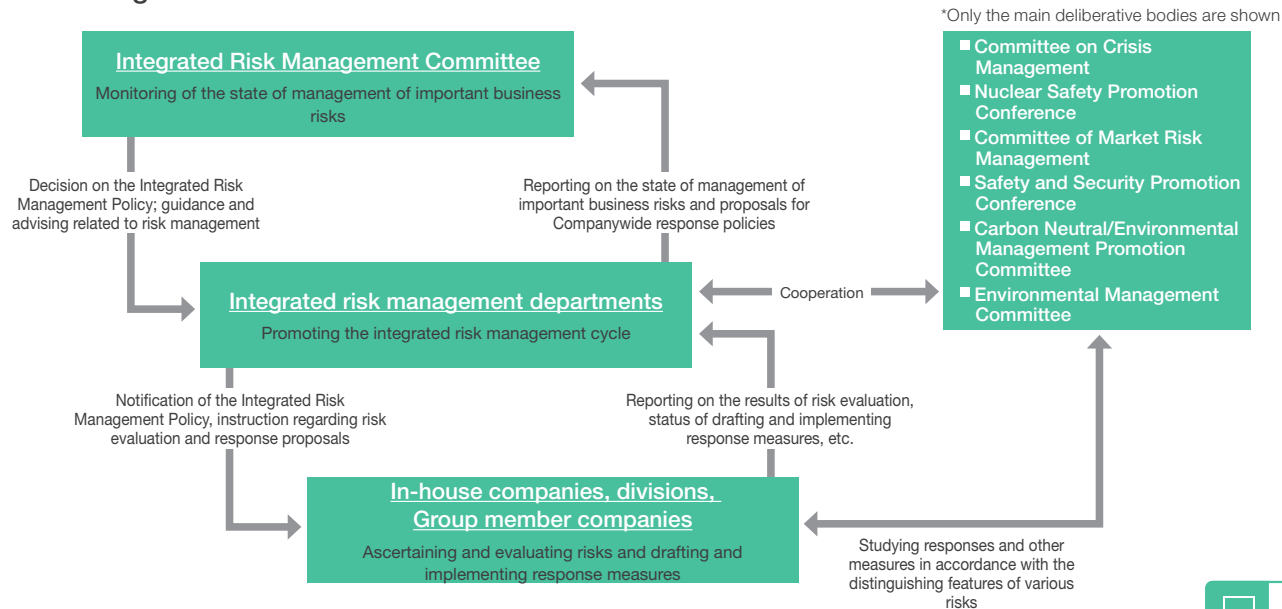 *Only the main deliberative bodies are shown
Integrated Risk Management Committee
Monitoring of the state of management of important business
risks
Committee on Crisis
Management
Nuclear Safety Promotion
Conference
Committee of Market Risk
Management
Safety and Security Promotion
Conference
Carbon Neutral/Environmental
Management Promotion
Committee
Environmental Management
Committee
Decision on the Integrated Risk
Management Policy; guidance and
advising related to risk management
Reporting on the state of management of
important business risks and proposals for
Companywide response policies
Integrated risk management departments
Promoting the integrated risk management cycle
Cooperation
Notification of the Integrated Risk
Management Policy, instruction regarding risk
evaluation and response proposals
Reporting on the results of risk evaluation,
status of drafting and implementing
response measures, etc.
In-house companies, divisions,
Group member companies
Ascertaining and evaluating risks and drafting and
implementing response measures
Studying responses and other
measures in accordance with the
distinguishing features of various
risks